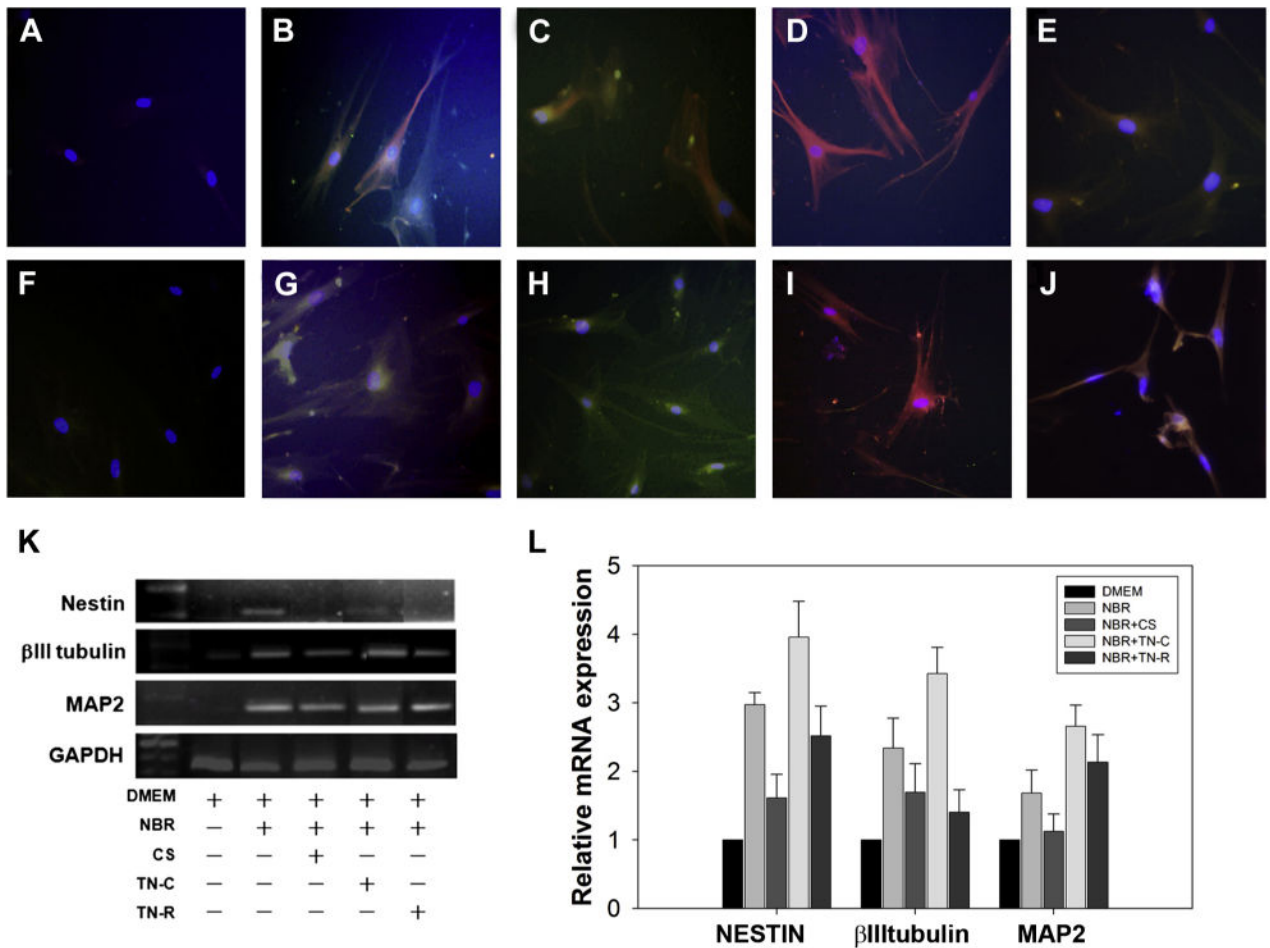 A B C D E
F G H I J
K
Nestin
βIII tubulin
MAP2
GAPDH
DMEM + + + + +
NBR − + + + +
CS − − + − −
TN-C − − − + −
TN-R − − − − +
L
Relative mRNA expression
5
4
3
2
1
0
DMEM
NBR
NBR+CS
NBR+TN-C
NBR+TN-R
NESTIN βIIItubulin MAP2